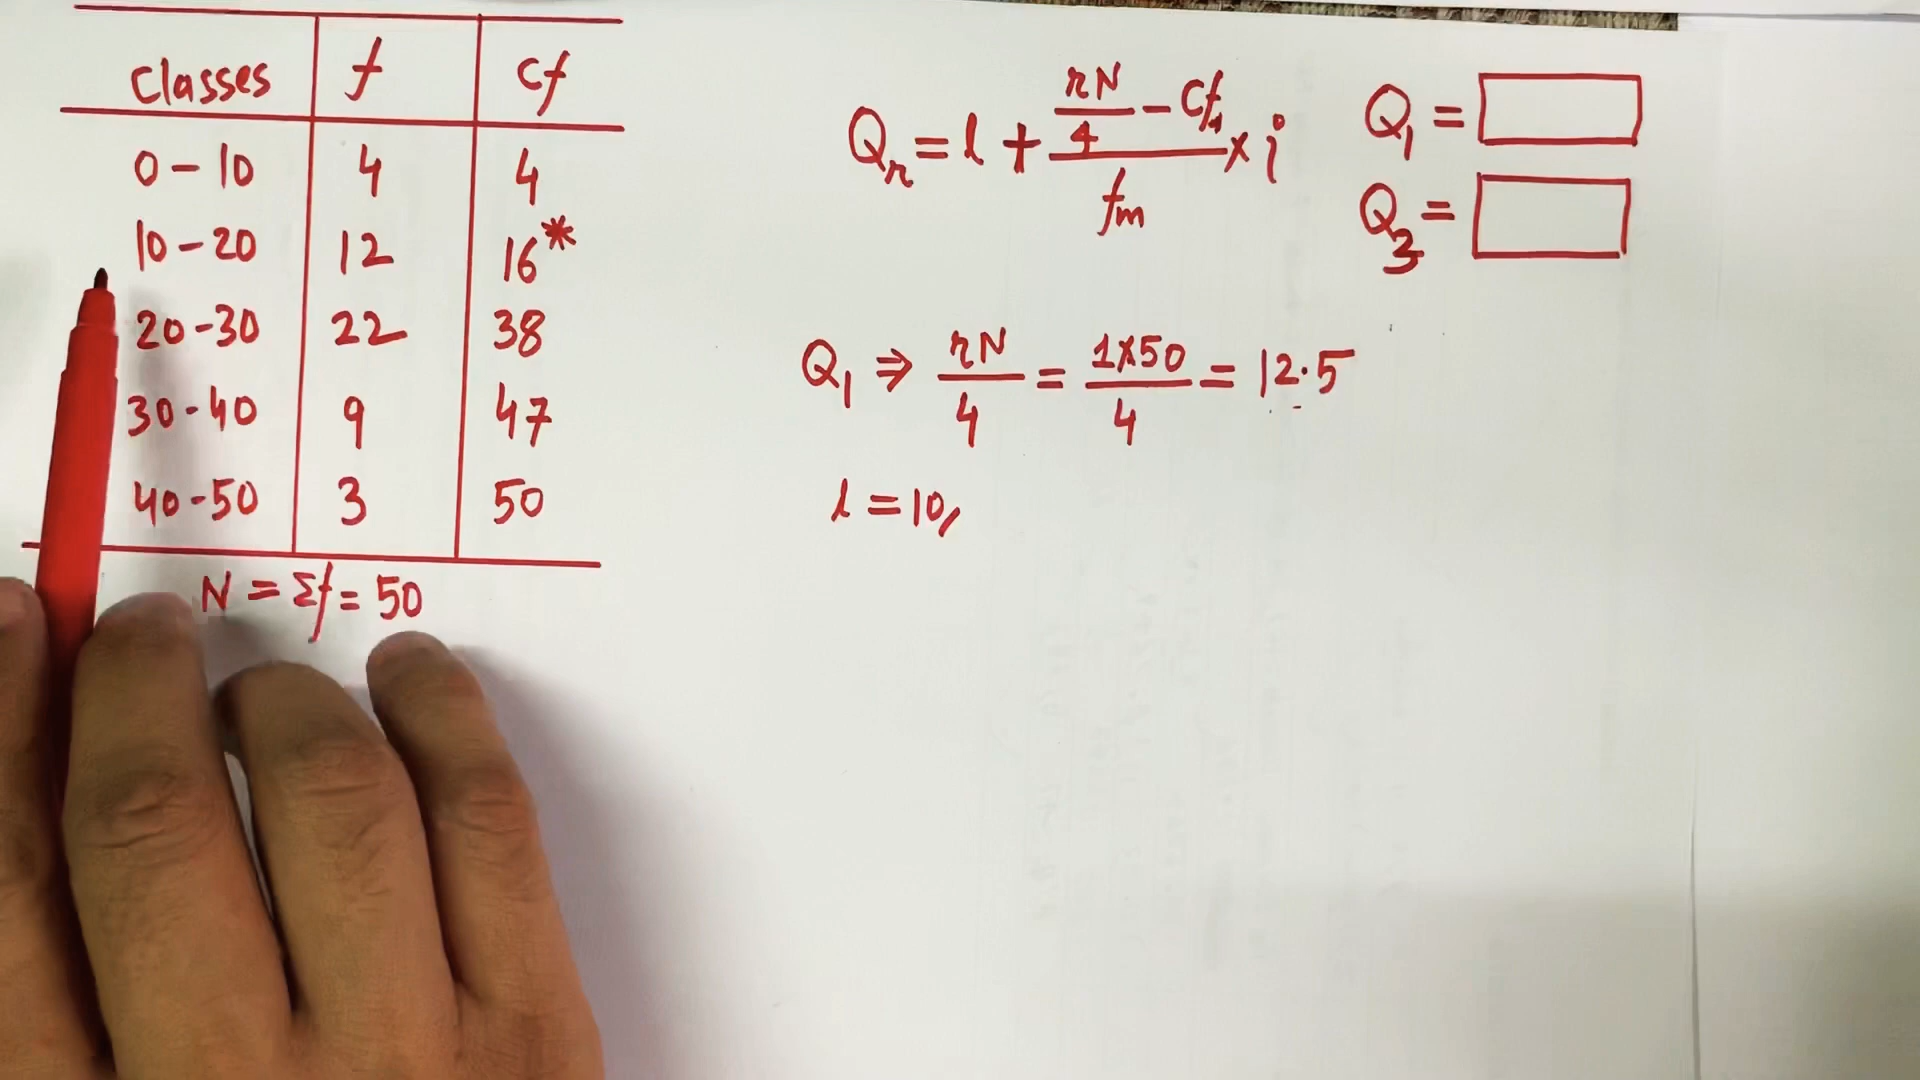 Classes f Cf
0-10 4 4
10-20 12 16*
20-30 22 38
30-40 9 47
40-50 3 50
N = Σf = 50
Qr = l + (rN/4 - Cf1)/fm × i
Q1 =
Q3 =
Q1 ⇒ rN/4 = 1×50/4 = 12.5
l = 10,